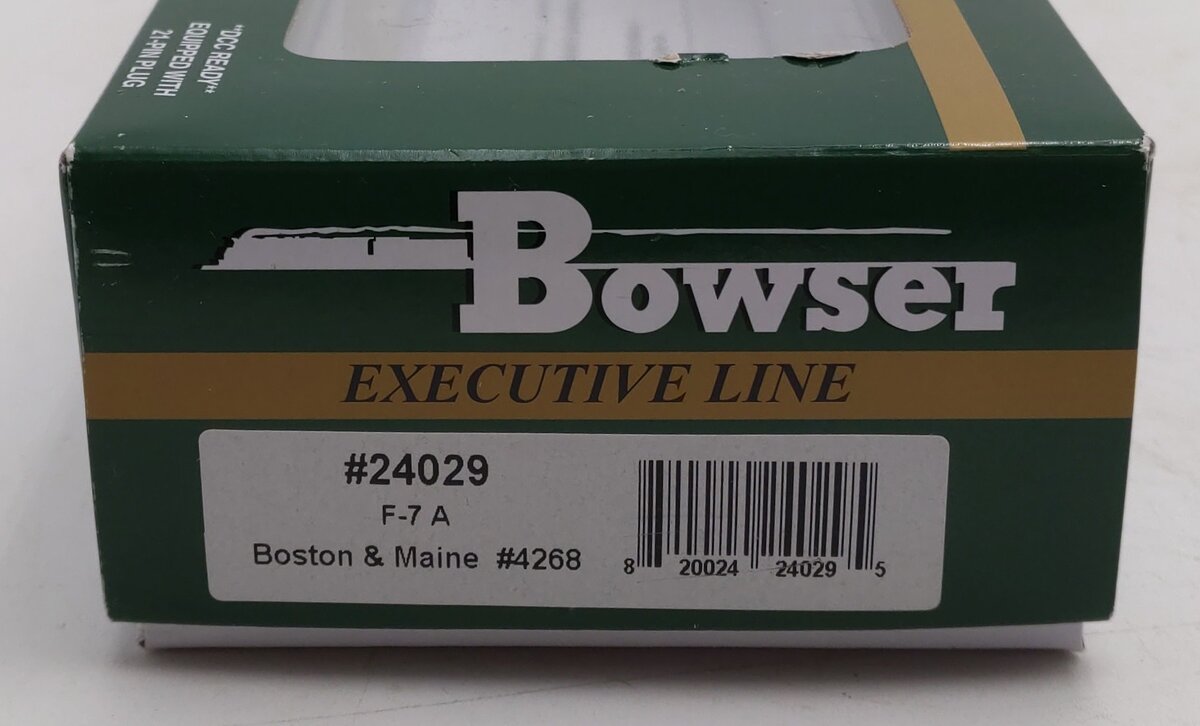 "DCC READY"
EQUIPPED WITH
21-PIN PLUG
Bowser
EXECUTIVE LINE
#24029
F-7 A
Boston & Maine #4268
8 20024 24029 5